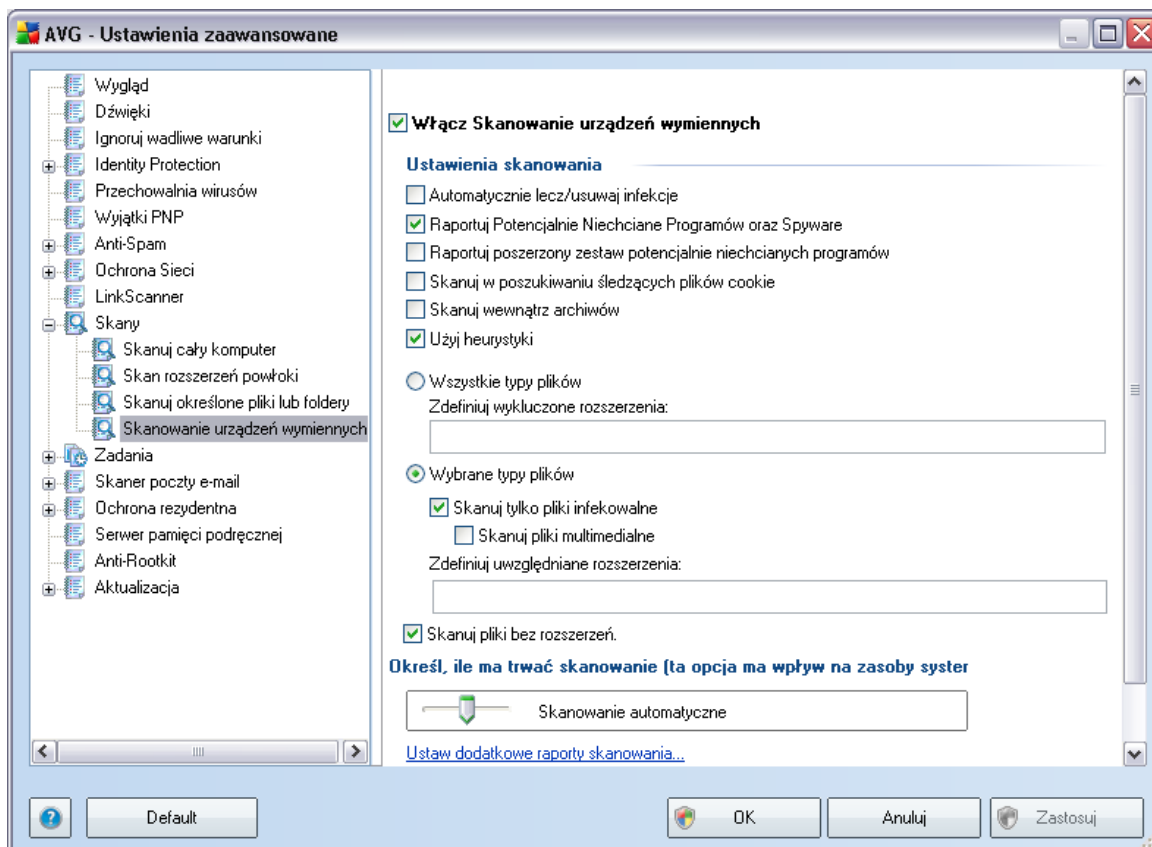 AVG - Ustawienia zaawansowane
Wygląd
Dźwięki
Ignoruj wadliwe warunki
Identity Protection
Przechowalnia wirusów
Wyjątki PNP
Anti-Spam
Ochrona Sieci
LinkScanner
Skany
Skanuj cały komputer
Skan rozszerzeń powłoki
Skanuj określone pliki lub foldery
Skanowanie urządzeń wymiennych
Zadania
Skaner poczty e-mail
Ochrona rezydentna
Serwer pamięci podręcznej
Anti-Rootkit
Aktualizacja
Włącz Skanowanie urządzeń wymiennych
Ustawienia skanowania
Automatycznie lecz/usuwaj infekcje
Raportuj Potencjalnie Niechciane Programów oraz Spyware
Raportuj poszerzony zestaw potencjalnie niechcianych programów
Skanuj w poszukiwaniu śledzących plików cookie
Skanuj wewnątrz archiwów
Użyj heurystyki
Wszystkie typy plików
Zdefiniuj wykluczone rozszerzenia:
Wybrane typy plików
Skanuj tylko pliki infekowalne
Skanuj pliki multimedialne
Zdefiniuj uwzględniane rozszerzenia:
Skanuj pliki bez rozszerzeń.
Określ, ile ma trwać skanowanie (ta opcja ma wpływ na zasoby syster
Skanowanie automatyczne
Ustaw dodatkowe raporty skanowania...
?
Default
OK
Anuluj
Zastosuj